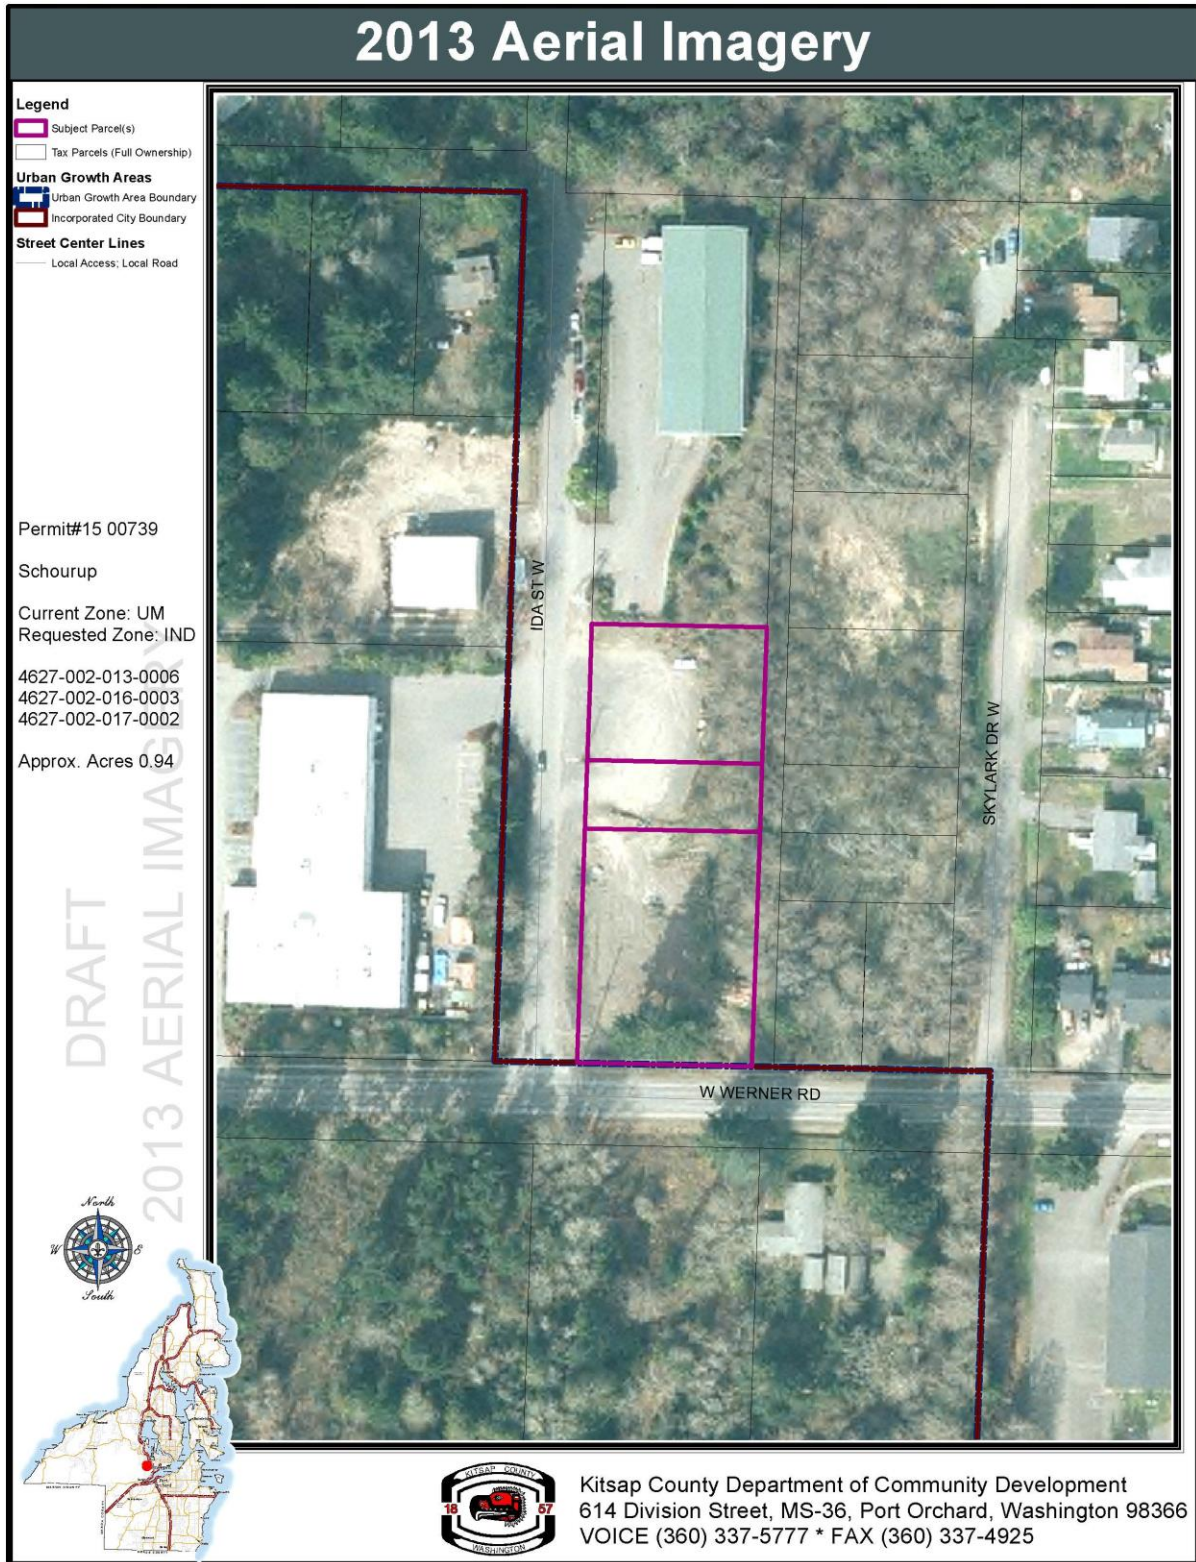 2013 Aerial Imagery
Legend
Subject Parcel(s)
Tax Parcels (Full Ownership)
Urban Growth Areas
Urban Growth Area Boundary
Incorporated City Boundary
Street Center Lines
Local Access; Local Road
Permit#15 00739
Schourup
Current Zone: UM
Requested Zone: IND
4627-002-013-0006
4627-002-016-0003
4627-002-017-0002
Approx. Acres 0.94
DRAFT
2013 AERIAL IMAGERY
IDA ST W
SKYLARK DR W
W WERNER RD
North
W
E
South
KITSAP COUNTY
18 57
WASHINGTON
Kitsap County Department of Community Development
614 Division Street, MS-36, Port Orchard, Washington 98366
VOICE (360) 337-5777 * FAX (360) 337-4925